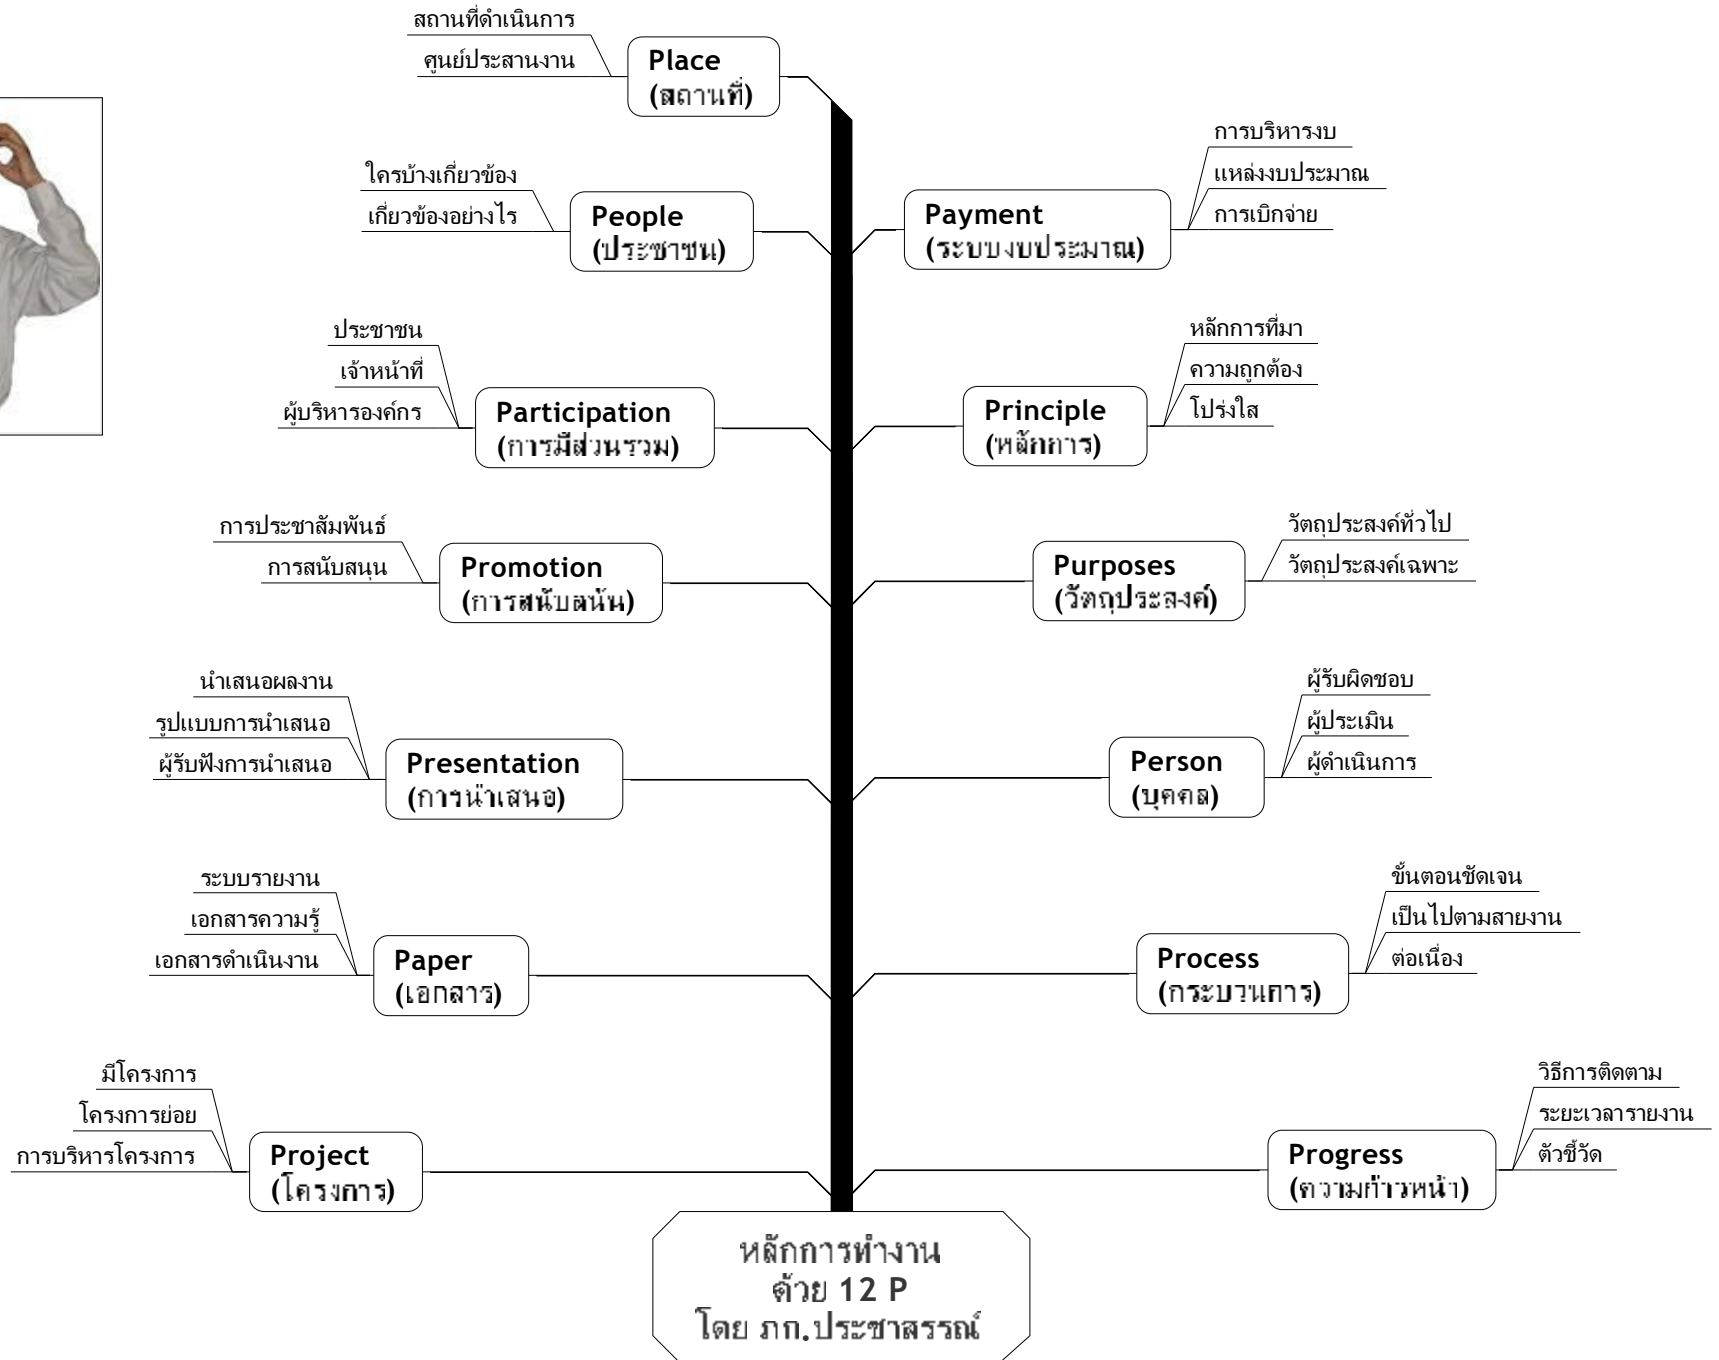 สถานที่ดำเนินการ
ศูนย์ประสานงาน
Place
(สถานที่)
ใครบ้างเกี่ยวข้อง
เกี่ยวข้องอย่างไร
People
(ประชาชน)
ประชาชน
เจ้าหน้าที่
ผู้บริหารองค์กร
Participation
(การมีส่วนรวม)
การประชาสัมพันธ์
การสนับสนุน
Promotion
(การสนับสนัน)
นำเสนอผลงาน
รูปแบบการนำเสนอ
ผู้รับฟังการนำเสนอ
Presentation
(การนำเสนอ)
ระบบรายงาน
เอกสารความรู้
เอกสารดำเนินงาน
Paper
(เอกสาร)
มีโครงการ
โครงการย่อย
การบริหารโครงการ
Project
(โครงการ)
การบริหารงบ
แหล่งงบประมาณ
การเบิกจ่าย
Payment
(ระบบงบประมาณ)
หลักการที่มา
ความถูกต้อง
โปร่งใส
Principle
(หลักการ)
วัตถุประสงค์ทั่วไป
วัตถุประสงค์เฉพาะ
Purposes
(วัตถุประสงค์)
ผู้รับผิดชอบ
ผู้ประเมิน
ผู้ดำเนินการ
Person
(บุคคล)
ขั้นตอนชัดเจน
เป็นไปตามสายงาน
ต่อเนื่อง
Process
(กระบวนการ)
วิธีการติดตาม
ระยะเวลารายงาน
ตัวชี้วัด
Progress
(ความก้าวหน้า)
หลักการทำงาน
ด้วย 12 P
โดย ภก.ประชาสรรณ์